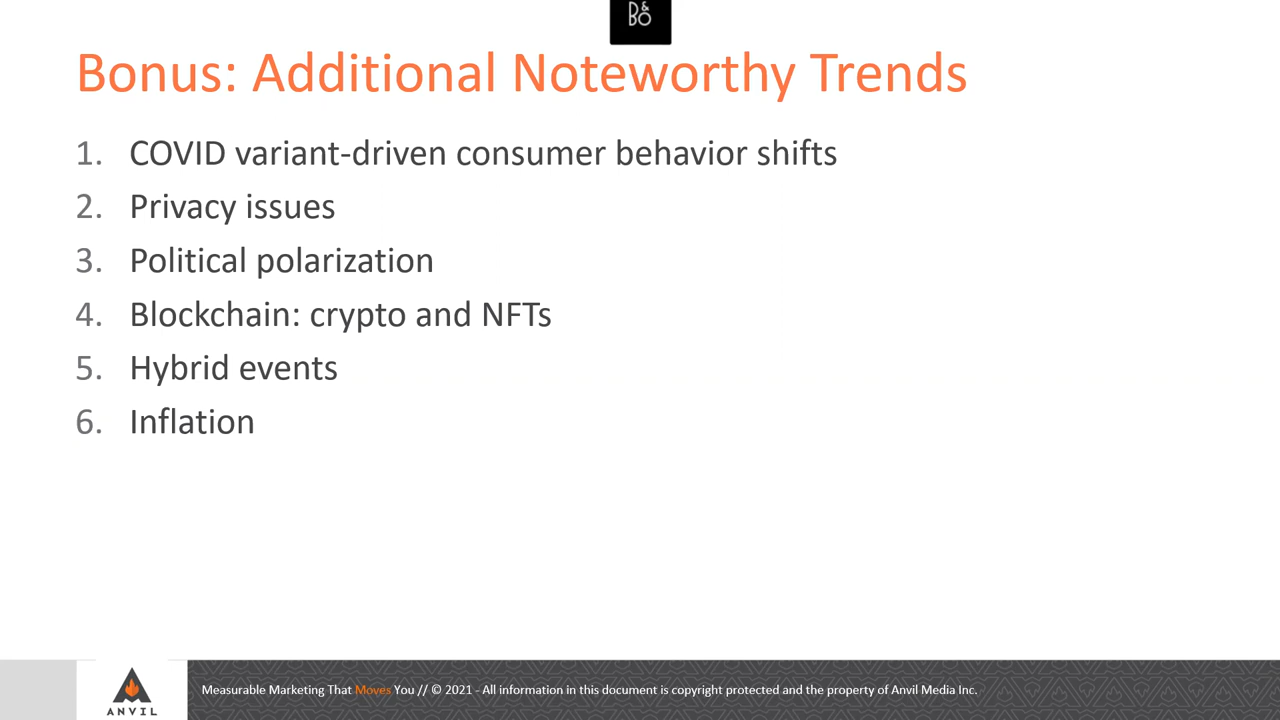 B&
BO
Bonus: Additional Noteworthy Trends
1. COVID variant-driven consumer behavior shifts
2. Privacy issues
3. Political polarization
4. Blockchain: crypto and NFTs
5. Hybrid events
6. Inflation
ANVIL
Measurable Marketing That Moves You // © 2021 - All information in this document is copyright protected and the property of Anvil Media Inc.